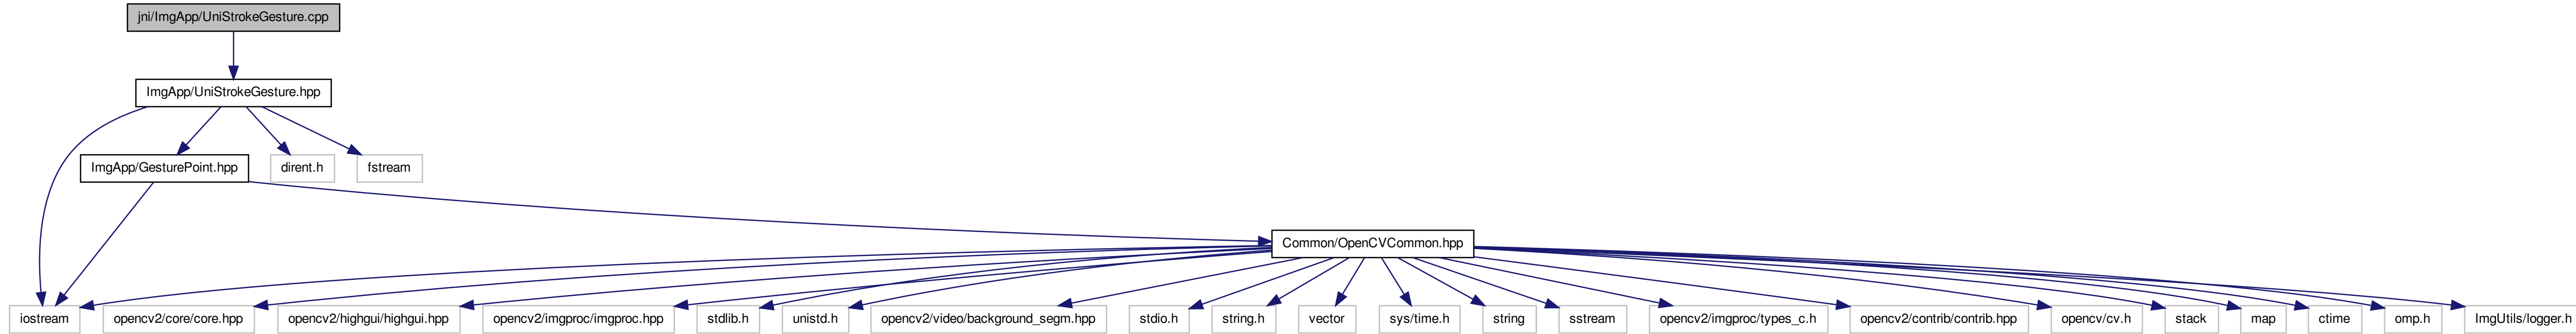 jni/ImgApp/UniStrokeGesture.cpp
ImgApp/UniStrokeGesture.hpp
ImgApp/GesturePoint.hpp
dirent.h
fstream
Common/OpenCVCommon.hpp
iostream
opencv2/core/core.hpp
opencv2/highgui/highgui.hpp
opencv2/imgproc/imgproc.hpp
stdlib.h
unistd.h
opencv2/video/background_segm.hpp
stdio.h
string.h
vector
sys/time.h
string
sstream
opencv2/imgproc/types_c.h
opencv2/contrib/contrib.hpp
opencv/cv.h
stack
map
ctime
omp.h
ImgUtils/logger.h